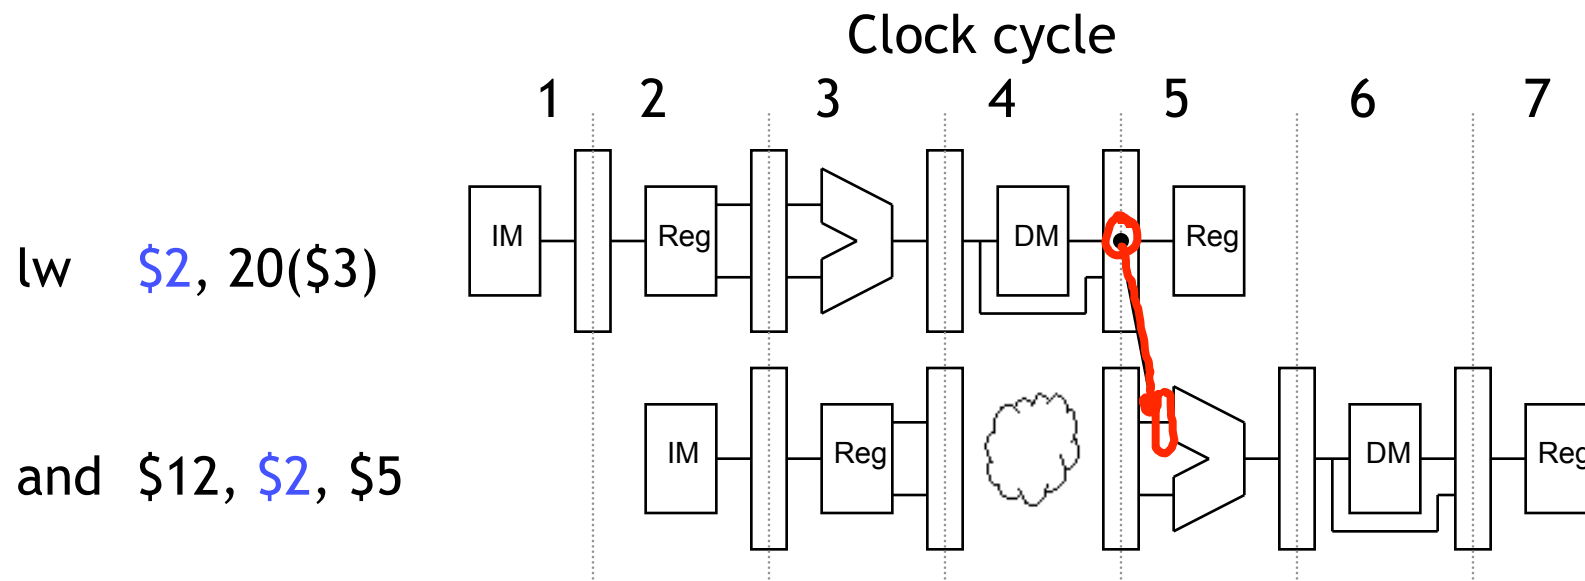 Clock cycle
1 2 3 4 5 6 7
lw $2, 20($3) IM Reg DM Reg
and $12, $2, $5 IM Reg DM Reg